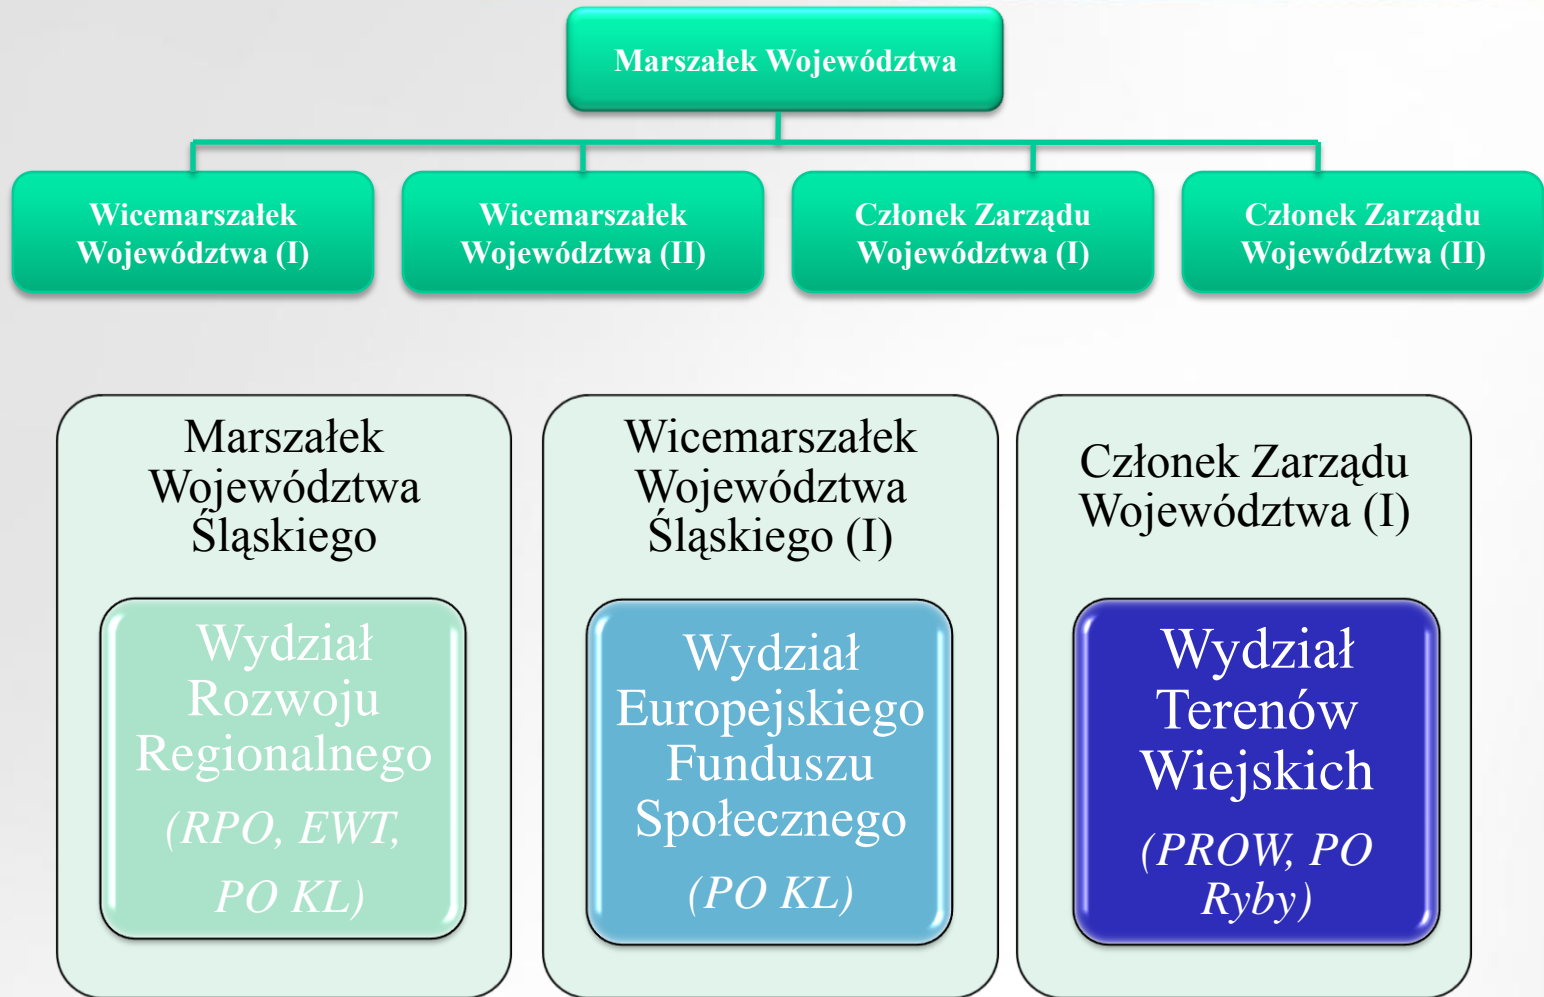 Marszałek Województwa
Wicemarszałek
Województwa (I)
Wicemarszałek
Województwa (II)
Członek Zarządu
Województwa (I)
Członek Zarządu
Województwa (II)
Marszałek
Województwa
Śląskiego
Wydział
Rozwoju
Regionalnego
(RPO, EWT,
PO KL)
Wicemarszałek
Województwa
Śląskiego (I)
Wydział
Europejskiego
Funduszu
Społecznego
(PO KL)
Członek Zarządu
Województwa (I)
Wydział
Terenów
Wiejskich
(PROW, PO
Ryby)